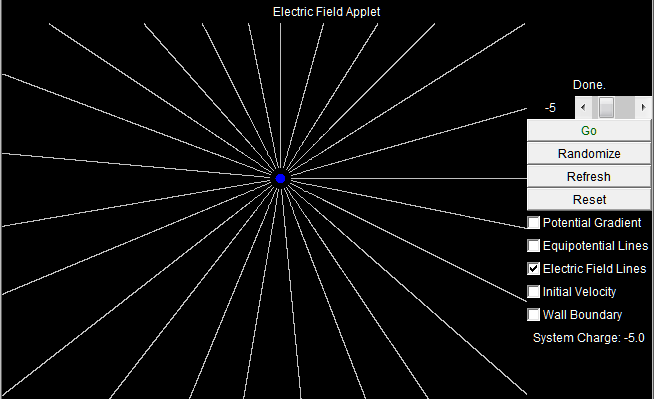 Electric Field Applet
Done.
-5
Go
Randomize
Refresh
Reset
Potential Gradient
Equipotential Lines
Electric Field Lines
Initial Velocity
Wall Boundary
System Charge: -5.0